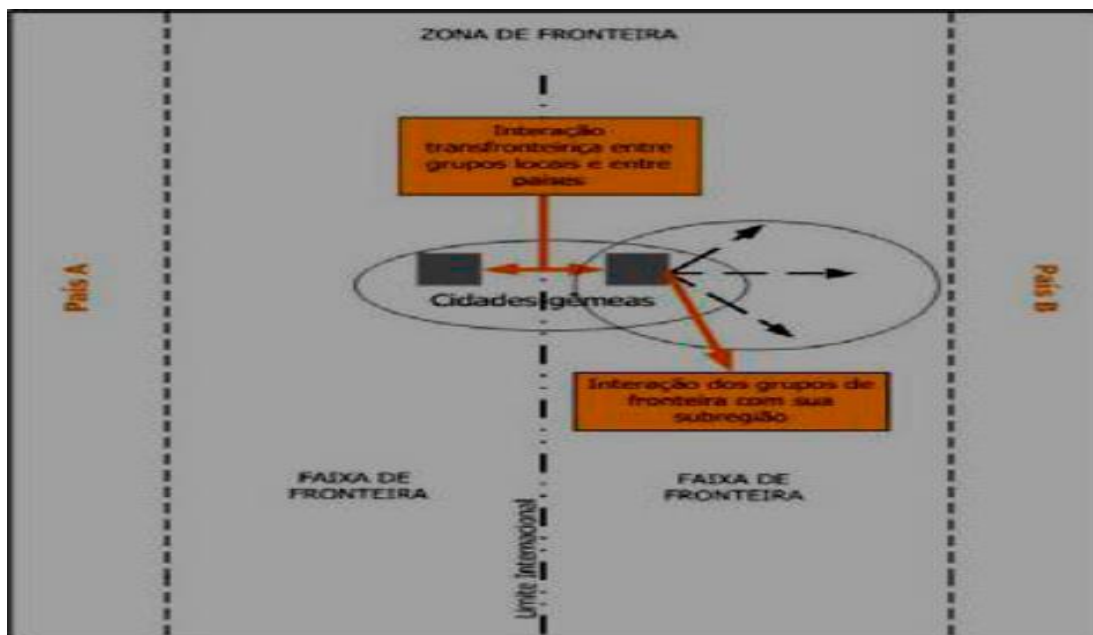 ZONA DE FRONTEIRA
Interação
transfronteiriça entre
grupos locais e entre
países
País A
País B
Cidades-gêmeas
Interação dos grupos de
fronteira com sua
subregião
FAIXA DE
FRONTEIRA
FAIXA DE
FRONTEIRA
Limite Internacional